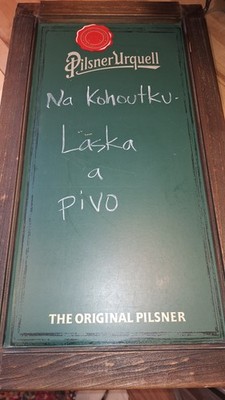 Pilsner Urquell
Na Kohoutku.
Láska
a
pivo
THE ORIGINAL PILSNER